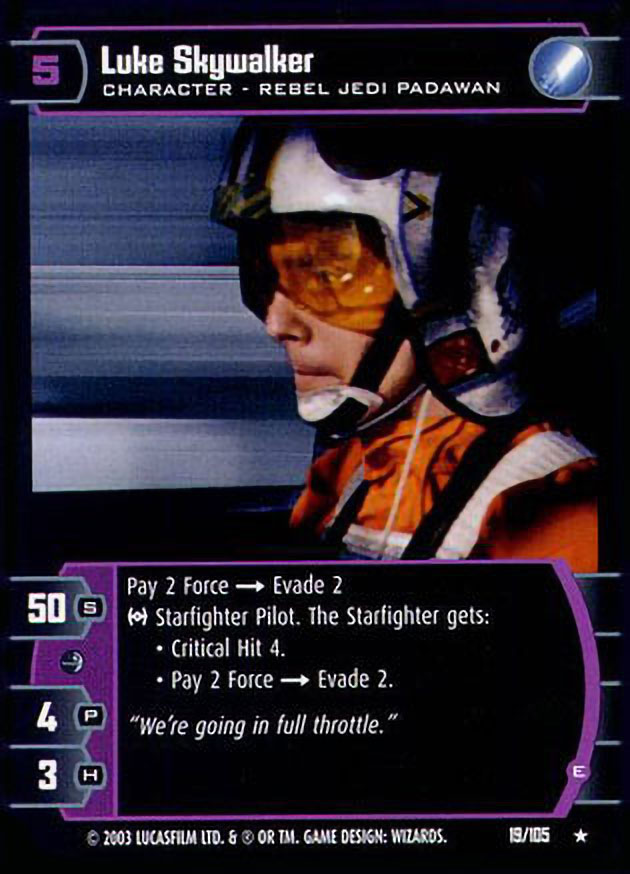 5
Luke Skywalker
CHARACTER - REBEL JEDI PADAWAN
50 S
4 P
3 H
Pay 2 Force → Evade 2
Starfighter Pilot. The Starfighter gets:
• Critical Hit 4.
• Pay 2 Force → Evade 2.
"We're going in full throttle."
E
© 2003 LUCASFILM LTD. & ® OR TM. GAME DESIGN: WIZARDS.
19/105 ★